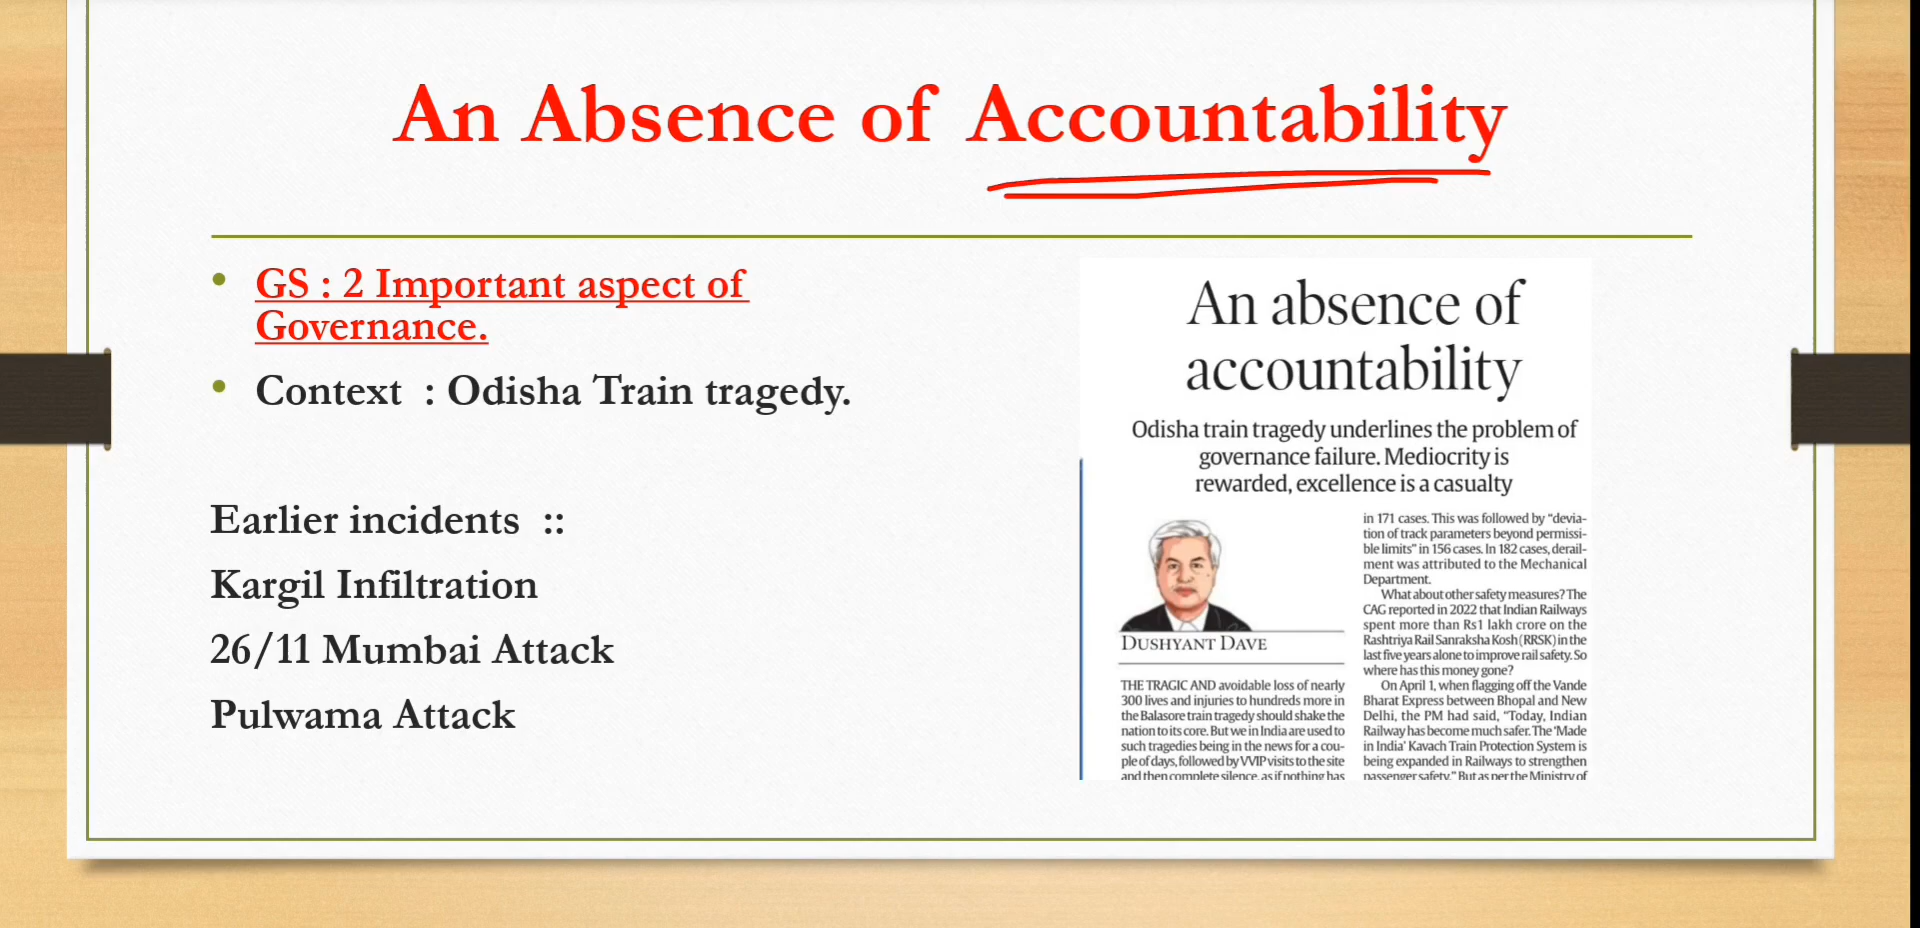 An Absence of Accountability
GS : 2 Important aspect of
Governance.
Context : Odisha Train tragedy.
Earlier incidents ::
Kargil Infiltration
26/11 Mumbai Attack
Pulwama Attack
An absence of
accountability
Odisha train tragedy underlines the problem of
governance failure. Mediocrity is
rewarded, excellence is a casualty
DUSHYANT DAVE
THE TRAGIC AND avoidable loss of nearly
300 lives and injuries to hundreds more in
the Balasore train tragedy should shake the
nation to its core. But we in India are used to
such tragedies being in the news for a cou-
ple of days, followed by VVIP visits to the site
and then complete silence, as if nothing has
in 171 cases. This was followed by “devia-
tion of track parameters beyond permissi-
ble limits” in 156 cases. In 182 cases, derail-
ment was attributed to the Mechanical
Department.
What about other safety measures? The
CAG reported in 2022 that Indian Railways
spent more than Rs1 lakh crore on the
Rashtriya Rail Sanraksha Kosh (RRSK) in the
last five years alone to improve rail safety. So
where has this money gone?
On April 1, when flagging off the Vande
Bharat Express between Bhopal and New
Delhi, the PM had said, “Today, Indian
Railway has become much safer. The ‘Made
in India’ Kavach Train Protection System is
being expanded in Railways to strengthen
passenger safety.” But as per the Ministry of